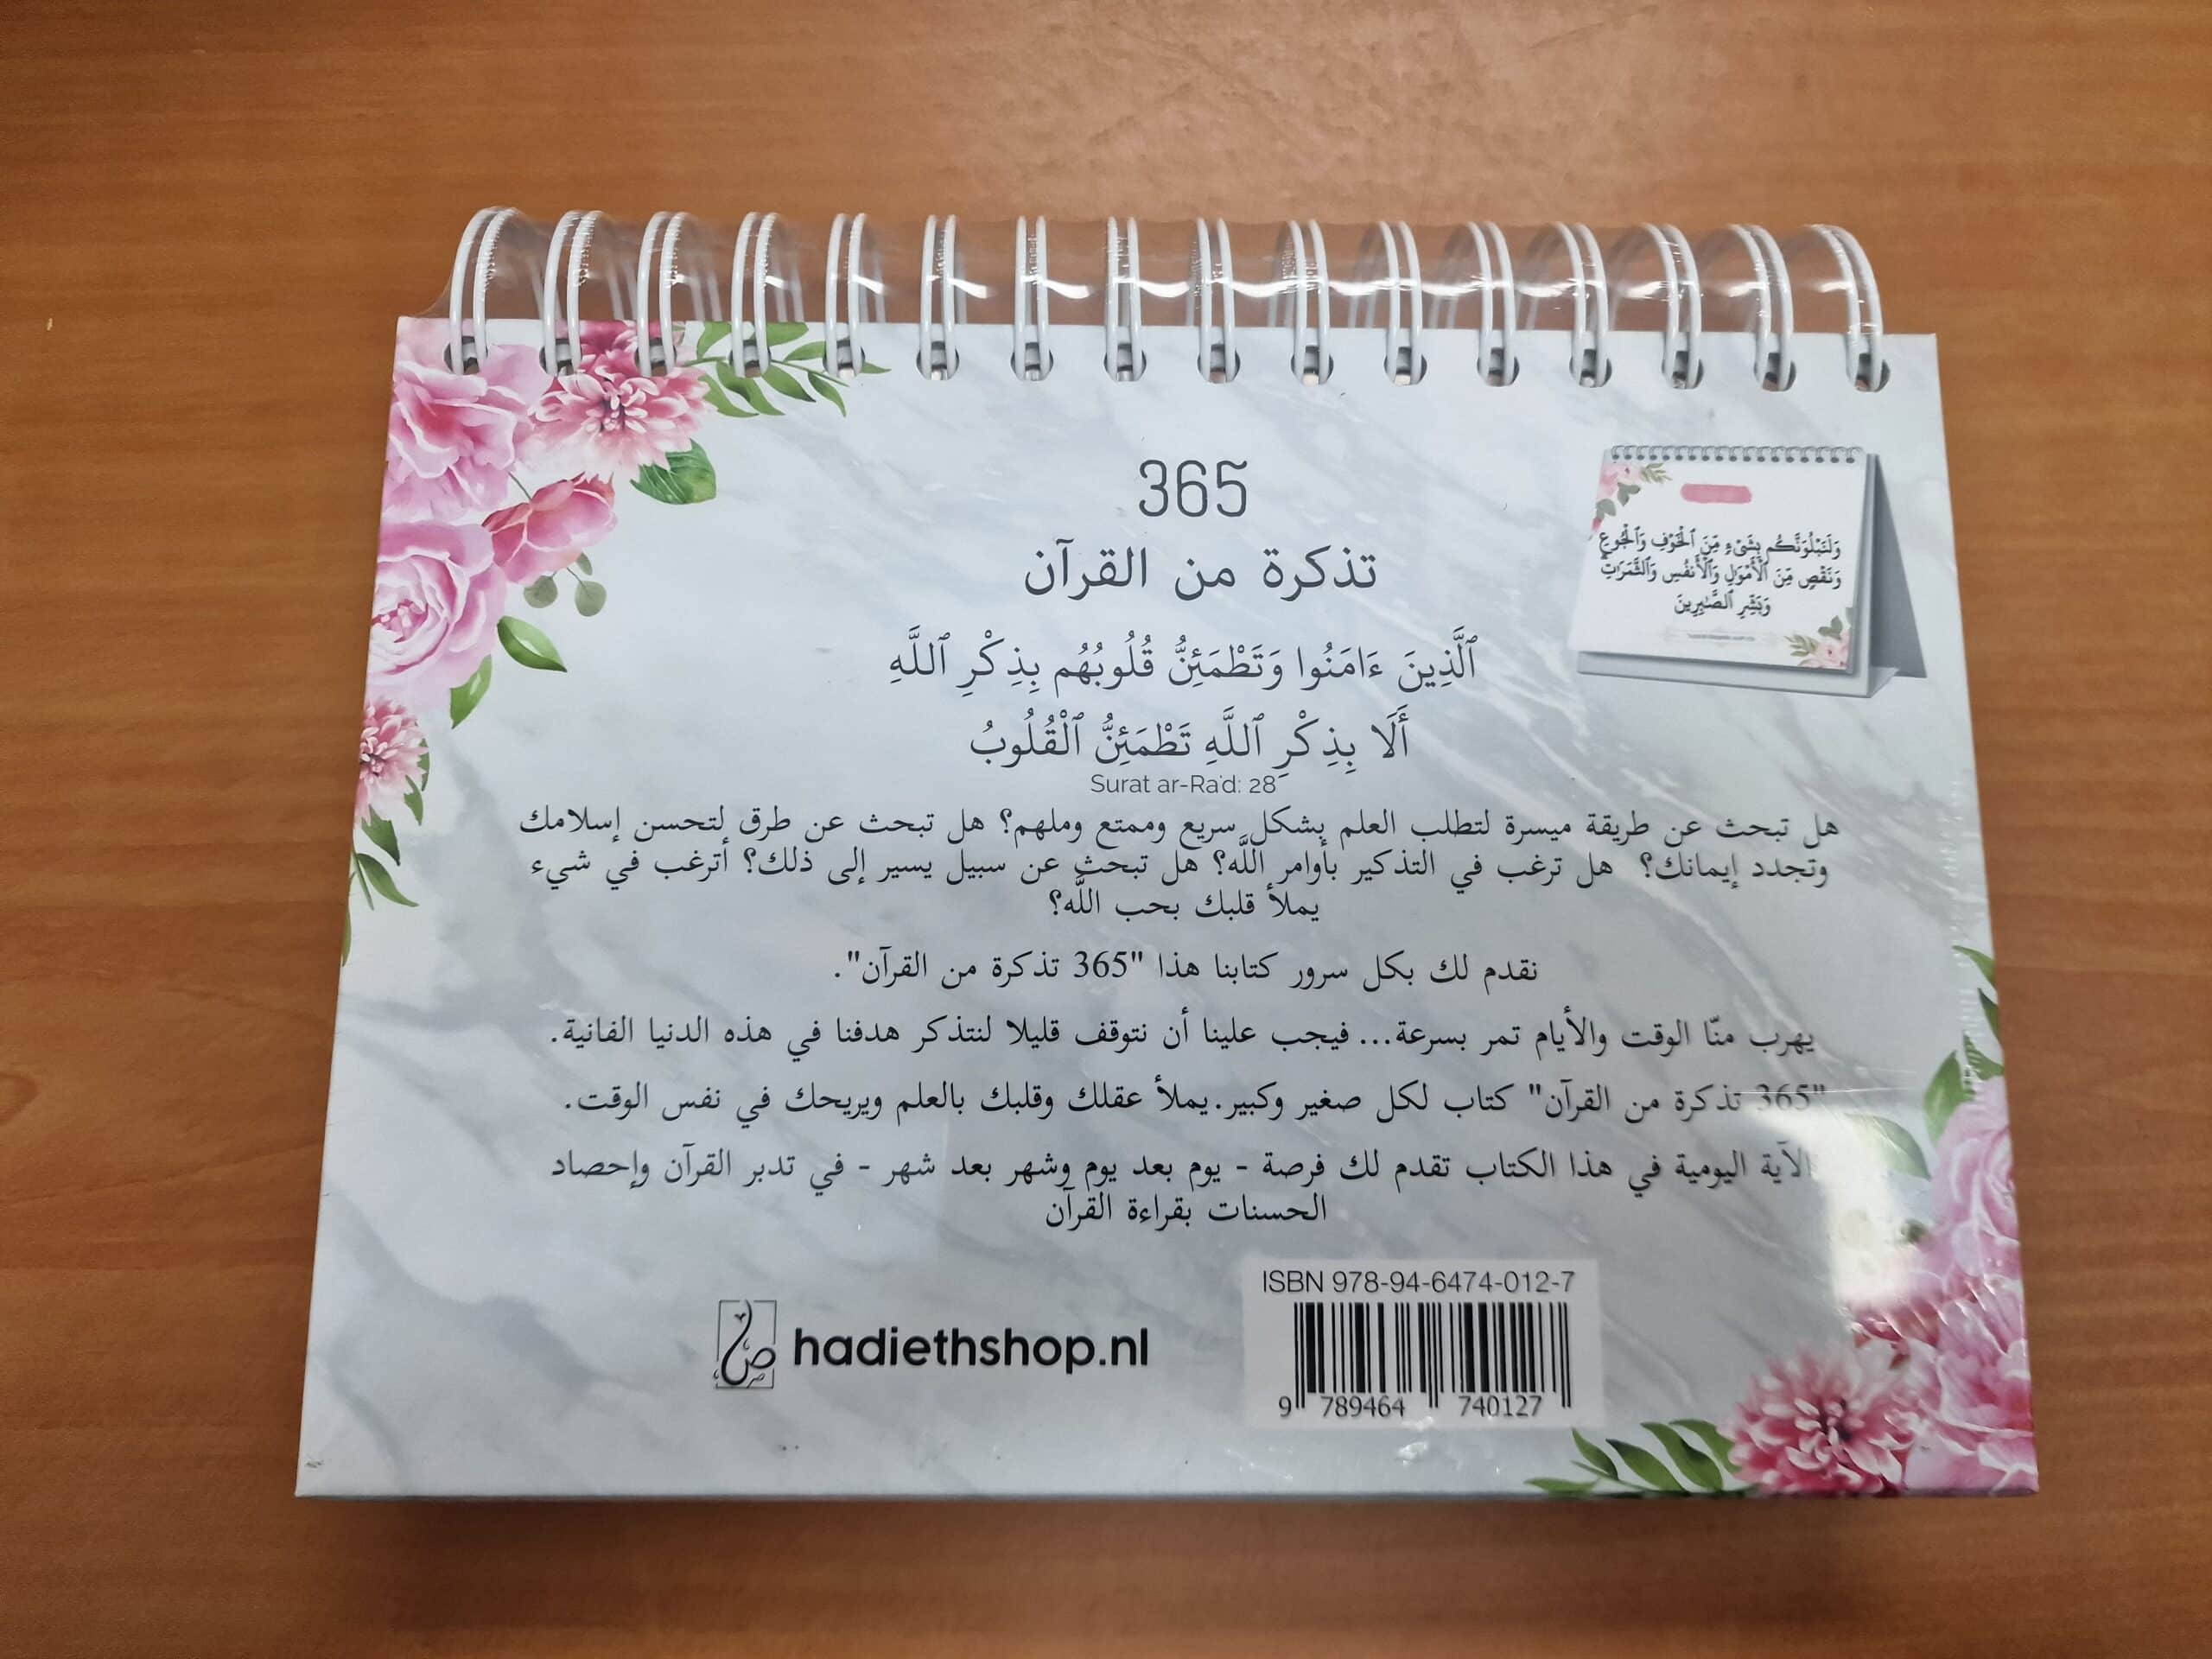 365
تذكرة من القرآن
ٱلَّذِينَ ءَامَنُوا وَتَطْمَئِنُّ قُلُوبُهُم بِذِكْرِ ٱللَّهِ
أَلَا بِذِكْرِ ٱللَّهِ تَطْمَئِنُّ ٱلْقُلُوبُ
Surat ar-Ra'd: 28
وَلَنَبْلُوَنَّكُم بِشَىْءٍ مِّنَ ٱلْخَوْفِ وَٱلْجُوعِ
وَنَقْصٍ مِّنَ ٱلْأَمْوَٰلِ وَٱلْأَنفُسِ وَٱلثَّمَرَٰتِ
وَبَشِّرِ ٱلصَّٰبِرِينَ
هل تبحث عن طريقة ميسرة لتطلب العلم بشكل سريع وممتع وملهم؟ هل تبحث عن طرق لتحسن إسلامك
وتجدد إيمانك؟ هل ترغب في التذكير بأوامر اللَّه؟ هل تبحث عن سبيل يسير إلى ذلك؟ أترغب في شيء
يملأ قلبك بحب اللَّه؟
نقدم لك بكل سرور كتابنا هذا "365 تذكرة من القرآن".
يهرب منّا الوقت والأيام تمر بسرعة... فيجب علينا أن نتوقف قليلا لنتذكر هدفنا في هذه الدنيا الفانية.
"365 تذكرة من القرآن" كتاب لكل صغير وكبير.يملأ عقلك وقلبك بالعلم ويريحك في نفس الوقت.
الآية اليومية في هذا الكتاب تقدم لك فرصة - يوم بعد يوم وشهر بعد شهر - في تدبر القرآن وإحصاد
الحسنات بقراءة القرآن
hadiethshop.nl
ISBN 978-94-6474-012-7
9 789464 740127